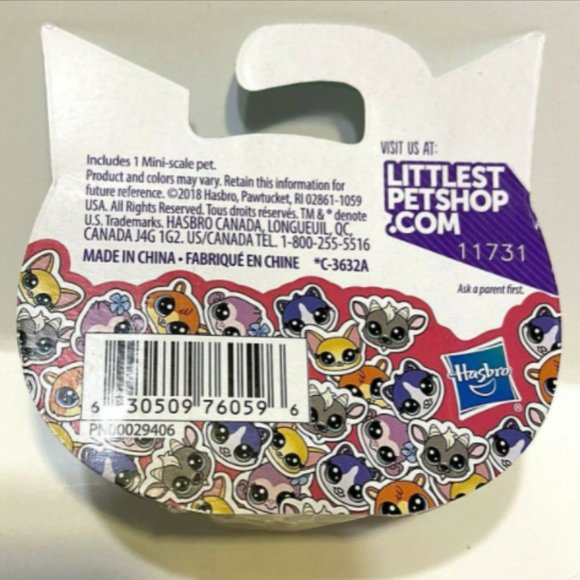 Includes 1 Mini-scale pet.
Product and colors may vary. Retain this information for
future reference. ©2018 Hasbro, Pawtucket, RI 02861-1059
USA. All Rights Reserved. Tous droits réservés. TM & * denote
U.S. Trademarks. HASBRO CANADA, LONGUEUIL, QC,
CANADA J4G 1G2. US/CANADA TEL. 1-800-255-5516
MADE IN CHINA • FABRIQUÉ EN CHINE *C-3632A
VISIT US AT:
LITTLEST
PETSHOP
.COM
11731
Ask a parent first.
Hasbro
®
6 30509 76059 6
PN00029406